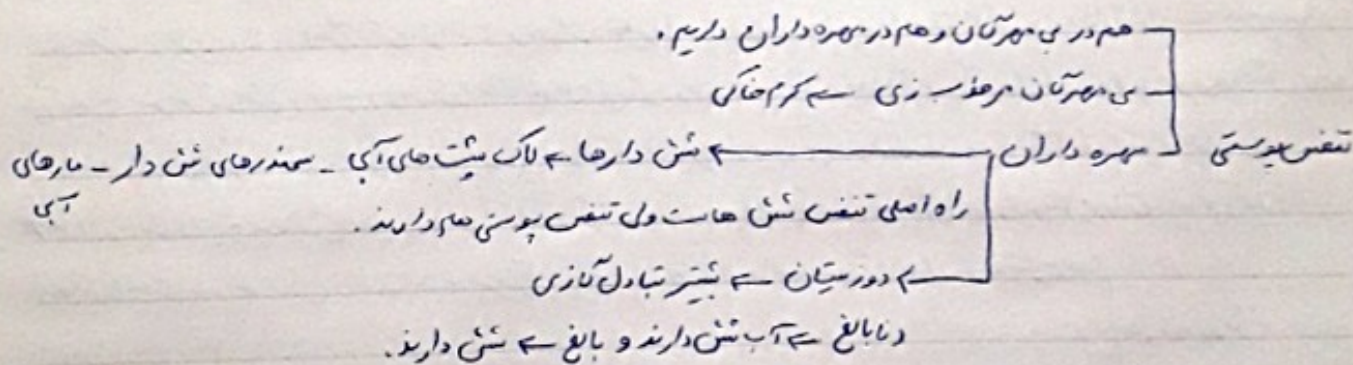 هم در بی مهرگان و هم در مهره داران داریم.
بی مهرگان مرطوب زی ← کرم خاکی
تنفس پوستی مهره داران ← شش دارها ← لاک پشت های آبی - سمندرهای شش دار - مارهای آبی
راه اصلی تنفس شش هاست ولی تنفس پوستی هم دارند.
دوزیستان ← بیشتر تبادل گازی
نابالغ ← آب شش دارند و بالغ ← شش دارند.